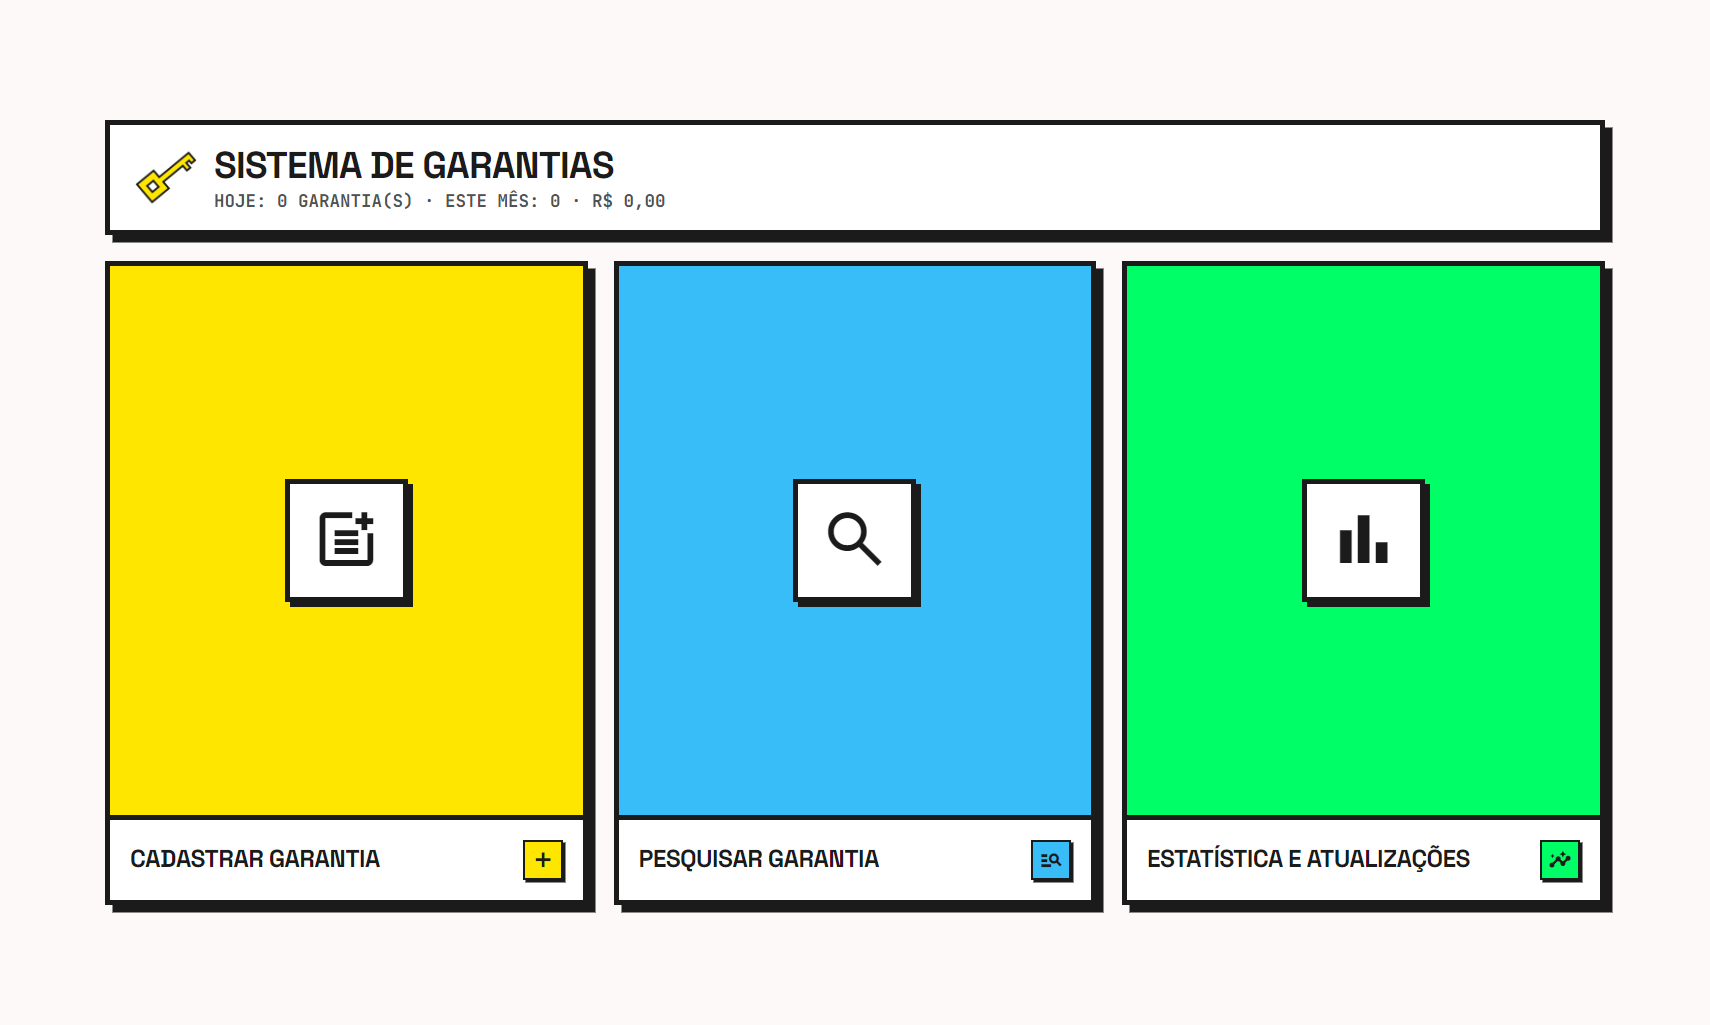 SISTEMA DE GARANTIAS
HOJE: 0 GARANTIA(S) · ESTE MÊS: 0 · R$ 0,00
CADASTRAR GARANTIA
PESQUISAR GARANTIA
ESTATÍSTICA E ATUALIZAÇÕES